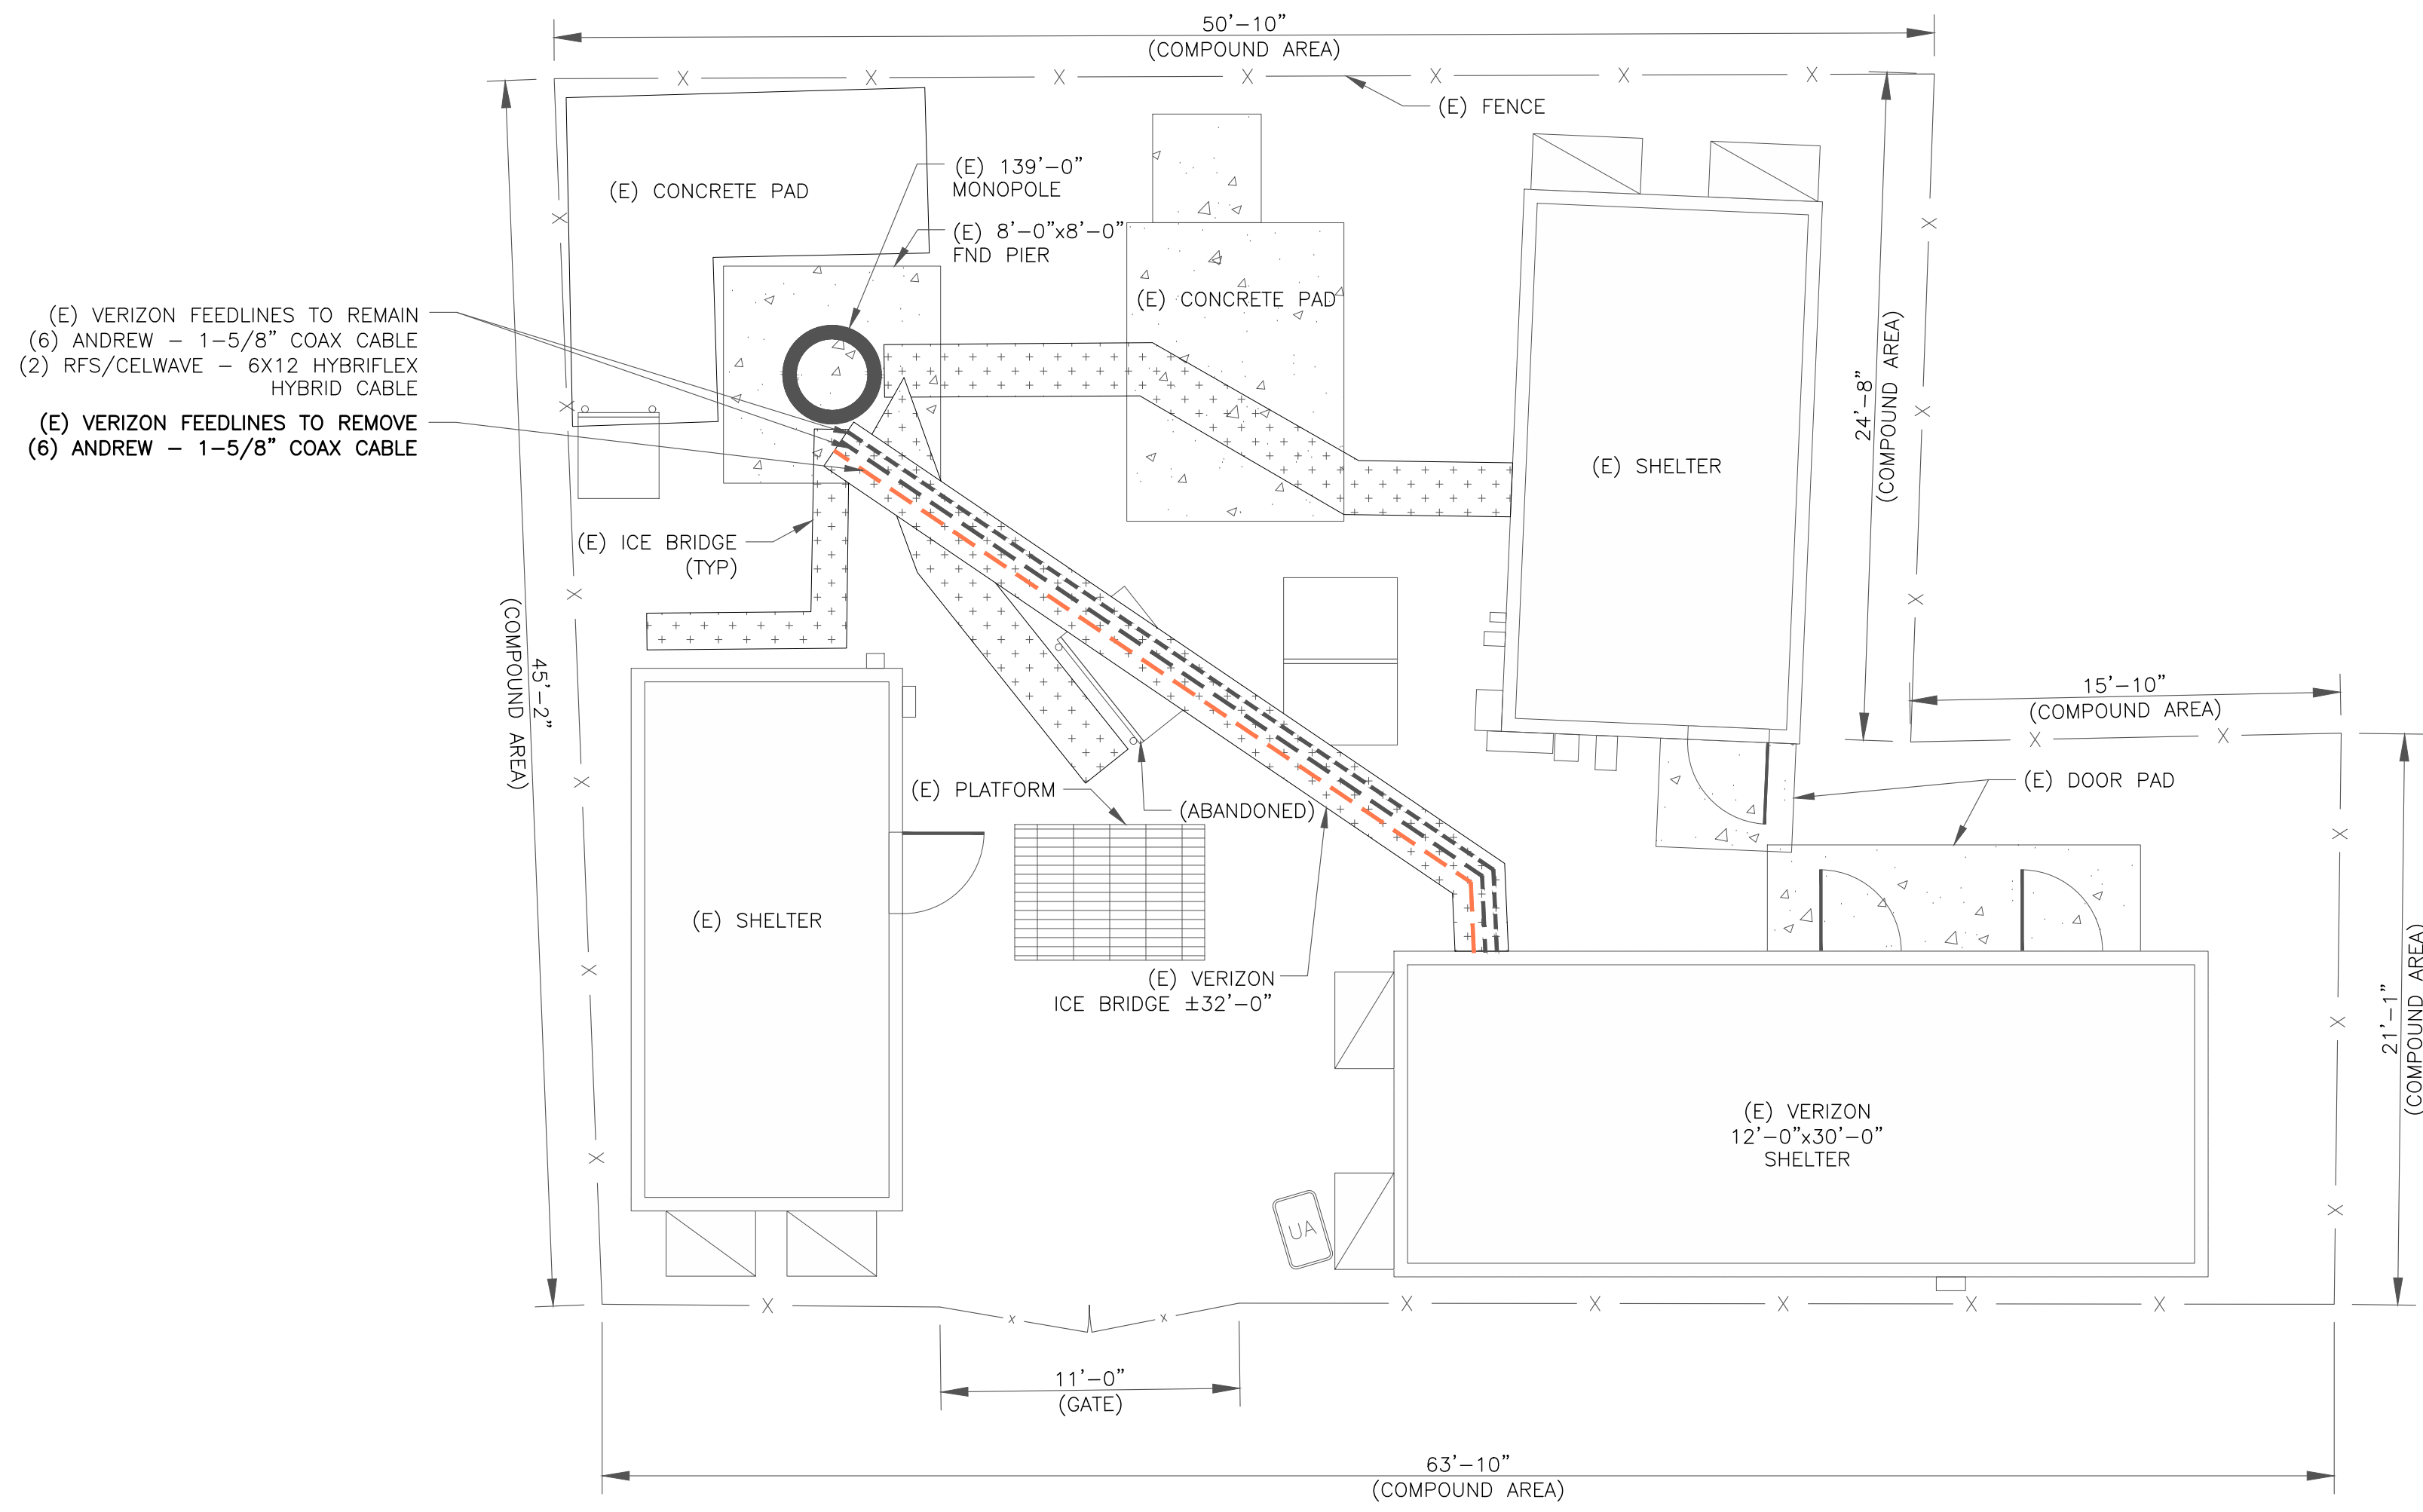 50'-10"
(COMPOUND AREA)
(E) FENCE
(E) 139'-0"
MONOPOLE
(E) CONCRETE PAD
(E) 8'-0"x8'-0"
FND PIER
(E) CONCRETE PAD
(E) VERIZON FEEDLINES TO REMAIN
(6) ANDREW - 1-5/8" COAX CABLE
(2) RFS/CELWAVE - 6X12 HYBRIFLEX
HYBRID CABLE
(E) VERIZON FEEDLINES TO REMOVE
(6) ANDREW - 1-5/8" COAX CABLE
24'-8"
(COMPOUND AREA)
(E) SHELTER
(E) ICE BRIDGE
(TYP)
45'-2"
(COMPOUND AREA)
15'-10"
(COMPOUND AREA)
(E) DOOR PAD
(E) PLATFORM
(ABANDONED)
(E) SHELTER
(E) VERIZON
ICE BRIDGE ±32'-0"
21'-1"
(COMPOUND AREA)
(E) VERIZON
12'-0"x30'-0"
SHELTER
UA
11'-0"
(GATE)
63'-10"
(COMPOUND AREA)